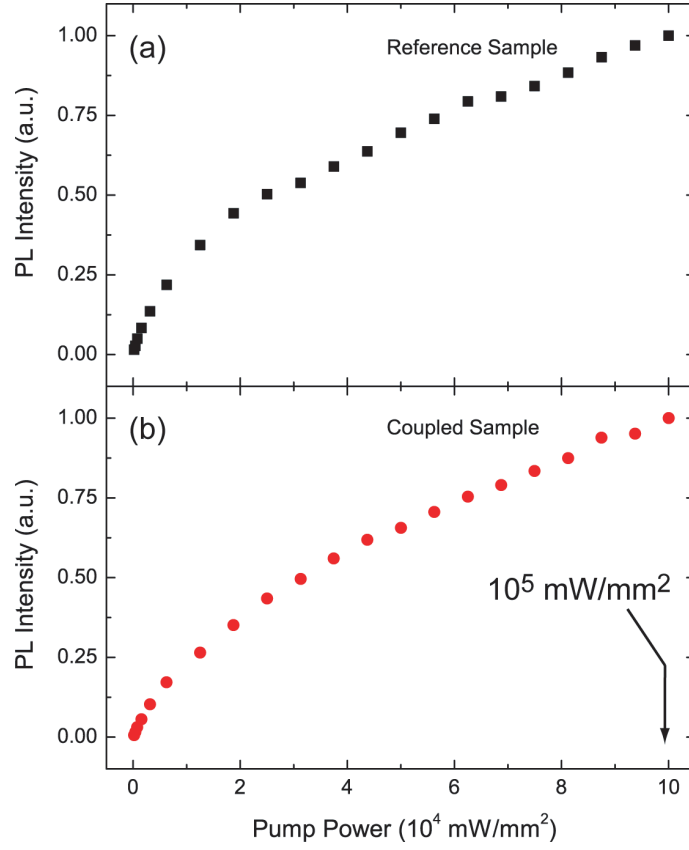 (a)
Reference Sample
1.00
0.75
0.50
0.25
0.00
PL Intensity (a.u.)
(b)
Coupled Sample
1.00
0.75
0.50
0.25
0.00
PL Intensity (a.u.)
10⁵ mW/mm²
0 2 4 6 8 10
Pump Power (10⁴ mW/mm²)